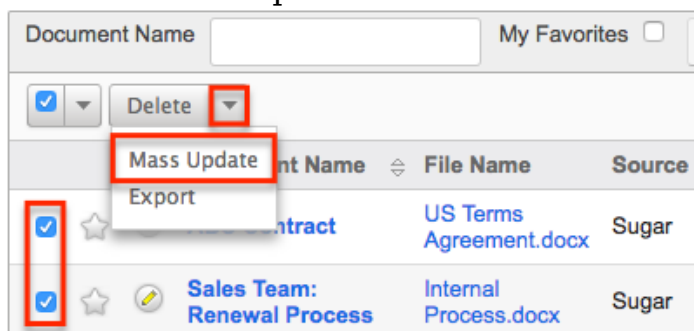 Document Name My Favorites
Delete
Mass Update
nt Name File Name Source
Export
ntract US Terms
Agreement.docx Sugar
Sales Team: Internal
Renewal Process Process.docx Sugar